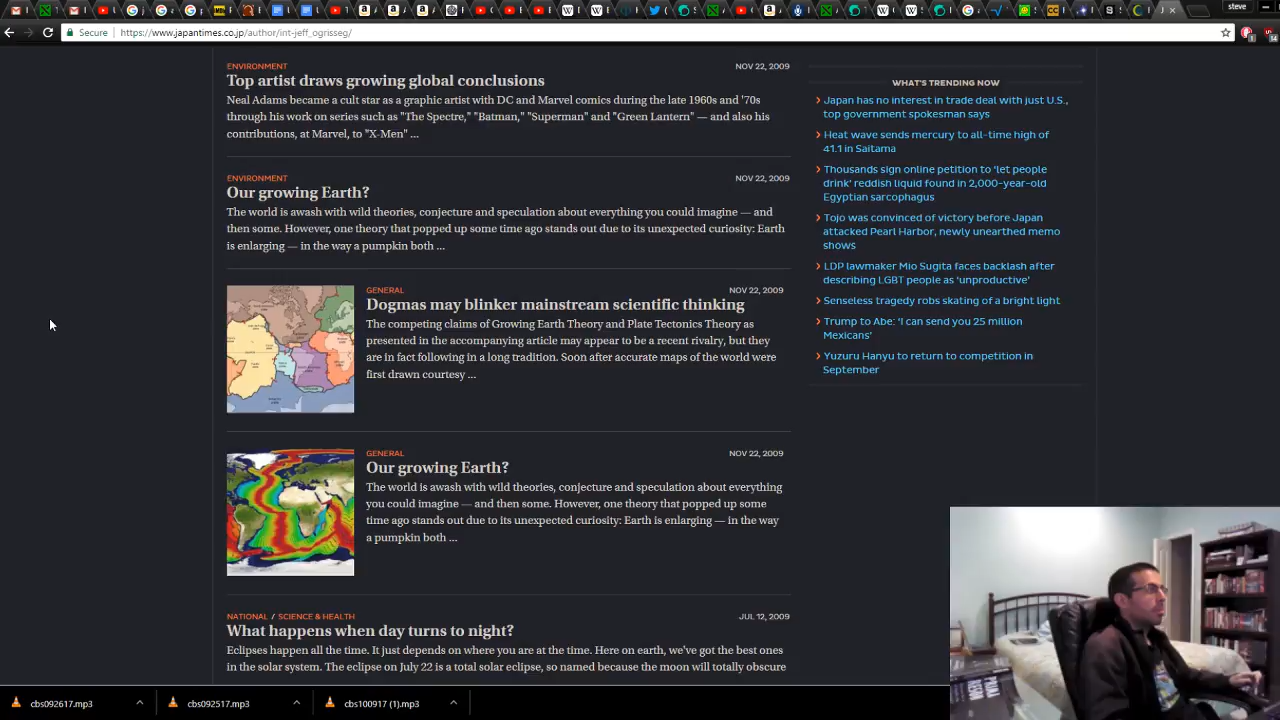 steve
Secure
https://www.japantimes.co.jp/author/int-jeff_ogrisseg/
ENVIRONMENT
NOV 22, 2009
Top artist draws growing global conclusions
Neal Adams became a cult star as a graphic artist with DC and Marvel comics during the late 1960s and '70s
through his work on series such as "The Spectre," "Batman," "Superman" and "Green Lantern" — and also his
contributions, at Marvel, to "X-Men" ...
ENVIRONMENT
NOV 22, 2009
Our growing Earth?
The world is awash with wild theories, conjecture and speculation about everything you could imagine — and
then some. However, one theory that popped up some time ago stands out due to its unexpected curiosity: Earth
is enlarging — in the way a pumpkin both ...
GENERAL
NOV 22, 2009
Dogmas may blinker mainstream scientific thinking
The competing claims of Growing Earth Theory and Plate Tectonics Theory as
presented in the accompanying article may appear to be a recent rivalry, but they
are in fact following in a long tradition. Soon after accurate maps of the world were
first drawn courtesy ...
GENERAL
NOV 22, 2009
Our growing Earth?
The world is awash with wild theories, conjecture and speculation about everything
you could imagine — and then some. However, one theory that popped up some
time ago stands out due to its unexpected curiosity: Earth is enlarging — in the way
a pumpkin both ...
NATIONAL / SCIENCE & HEALTH
JUL 12, 2009
What happens when day turns to night?
Eclipses happen all the time. It just depends on where you are at the time. Here on earth, we've got the best ones
in the solar system. The eclipse on July 22 is a total solar eclipse, so named because the moon will totally obscure
WHAT'S TRENDING NOW
Japan has no interest in trade deal with just U.S.,
top government spokesman says
Heat wave sends mercury to all-time high of
41.1 in Saitama
Thousands sign online petition to 'let people
drink' reddish liquid found in 2,000-year-old
Egyptian sarcophagus
Tojo was convinced of victory before Japan
attacked Pearl Harbor, newly unearthed memo
shows
LDP lawmaker Mio Sugita faces backlash after
describing LGBT people as 'unproductive'
Senseless tragedy robs skating of a bright light
Trump to Abe: 'I can send you 25 million
Mexicans'
Yuzuru Hanyu to return to competition in
September
cbs092617.mp3
cbs092517.mp3
cbs100917 (1).mp3